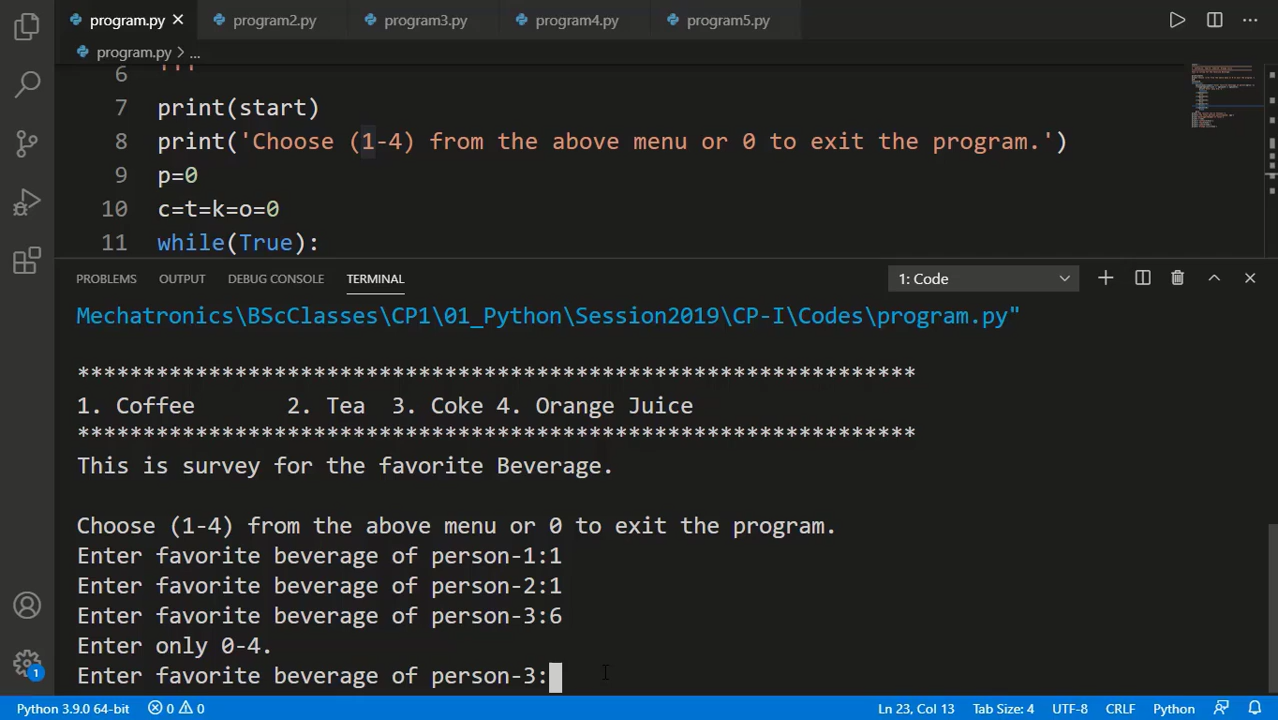 program.py program2.py program3.py program4.py program5.py
program.py > ...
6 '''
7 print(start)
8 print('Choose (1-4) from the above menu or 0 to exit the program.')
9 p=0
10 c=t=k=o=0
11 while(True):
PROBLEMS OUTPUT DEBUG CONSOLE TERMINAL 1: Code
Mechatronics\BScClasses\CP1\01_Python\Session2019\CP-I\Codes\program.py"
****************************************************************
1. Coffee 2. Tea 3. Coke 4. Orange Juice
****************************************************************
This is survey for the favorite Beverage.
Choose (1-4) from the above menu or 0 to exit the program.
Enter favorite beverage of person-1:1
Enter favorite beverage of person-2:1
Enter favorite beverage of person-3:6
Enter only 0-4.
Enter favorite beverage of person-3:
1
Python 3.9.0 64-bit 0 0 Ln 23, Col 13 Tab Size: 4 UTF-8 CRLF Python